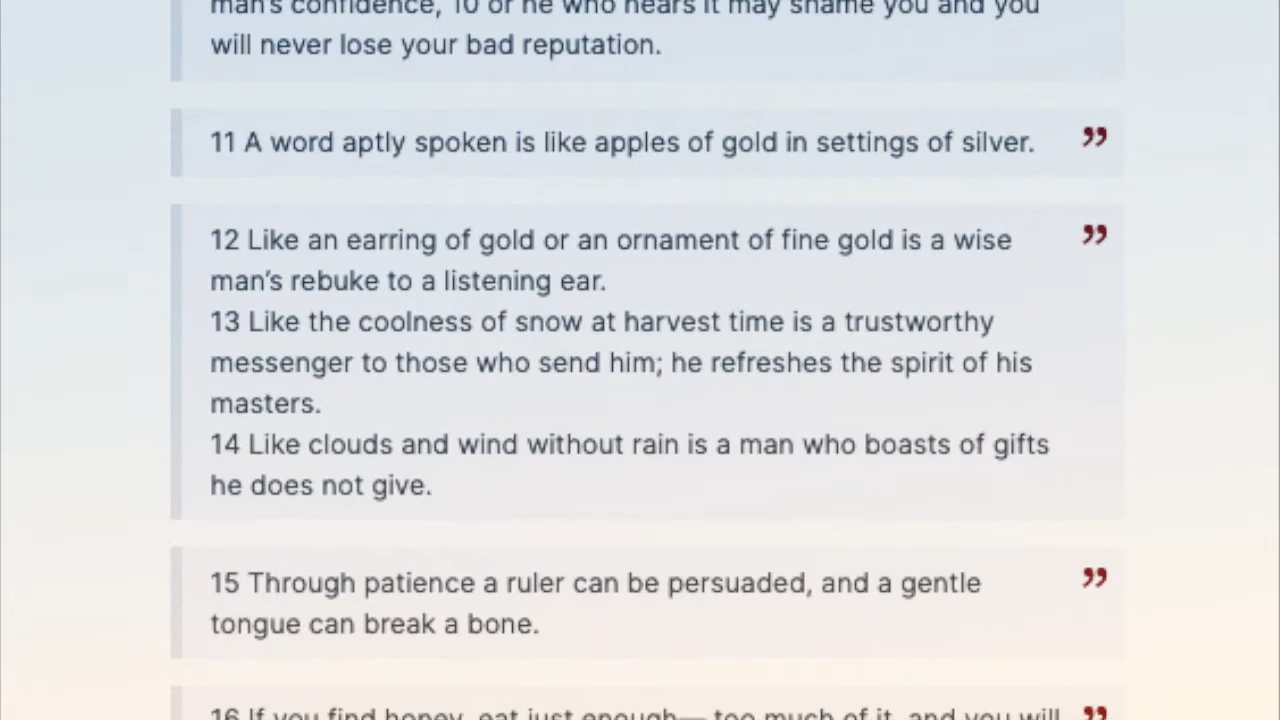 man's confidence, 10 or he who hears it may shame you and you
will never lose your bad reputation.
11 A word aptly spoken is like apples of gold in settings of silver.
12 Like an earring of gold or an ornament of fine gold is a wise
man’s rebuke to a listening ear.
13 Like the coolness of snow at harvest time is a trustworthy
messenger to those who send him; he refreshes the spirit of his
masters.
14 Like clouds and wind without rain is a man who boasts of gifts
he does not give.
15 Through patience a ruler can be persuaded, and a gentle
tongue can break a bone.
16 If you find honey, eat just enough— too much of it, and you will